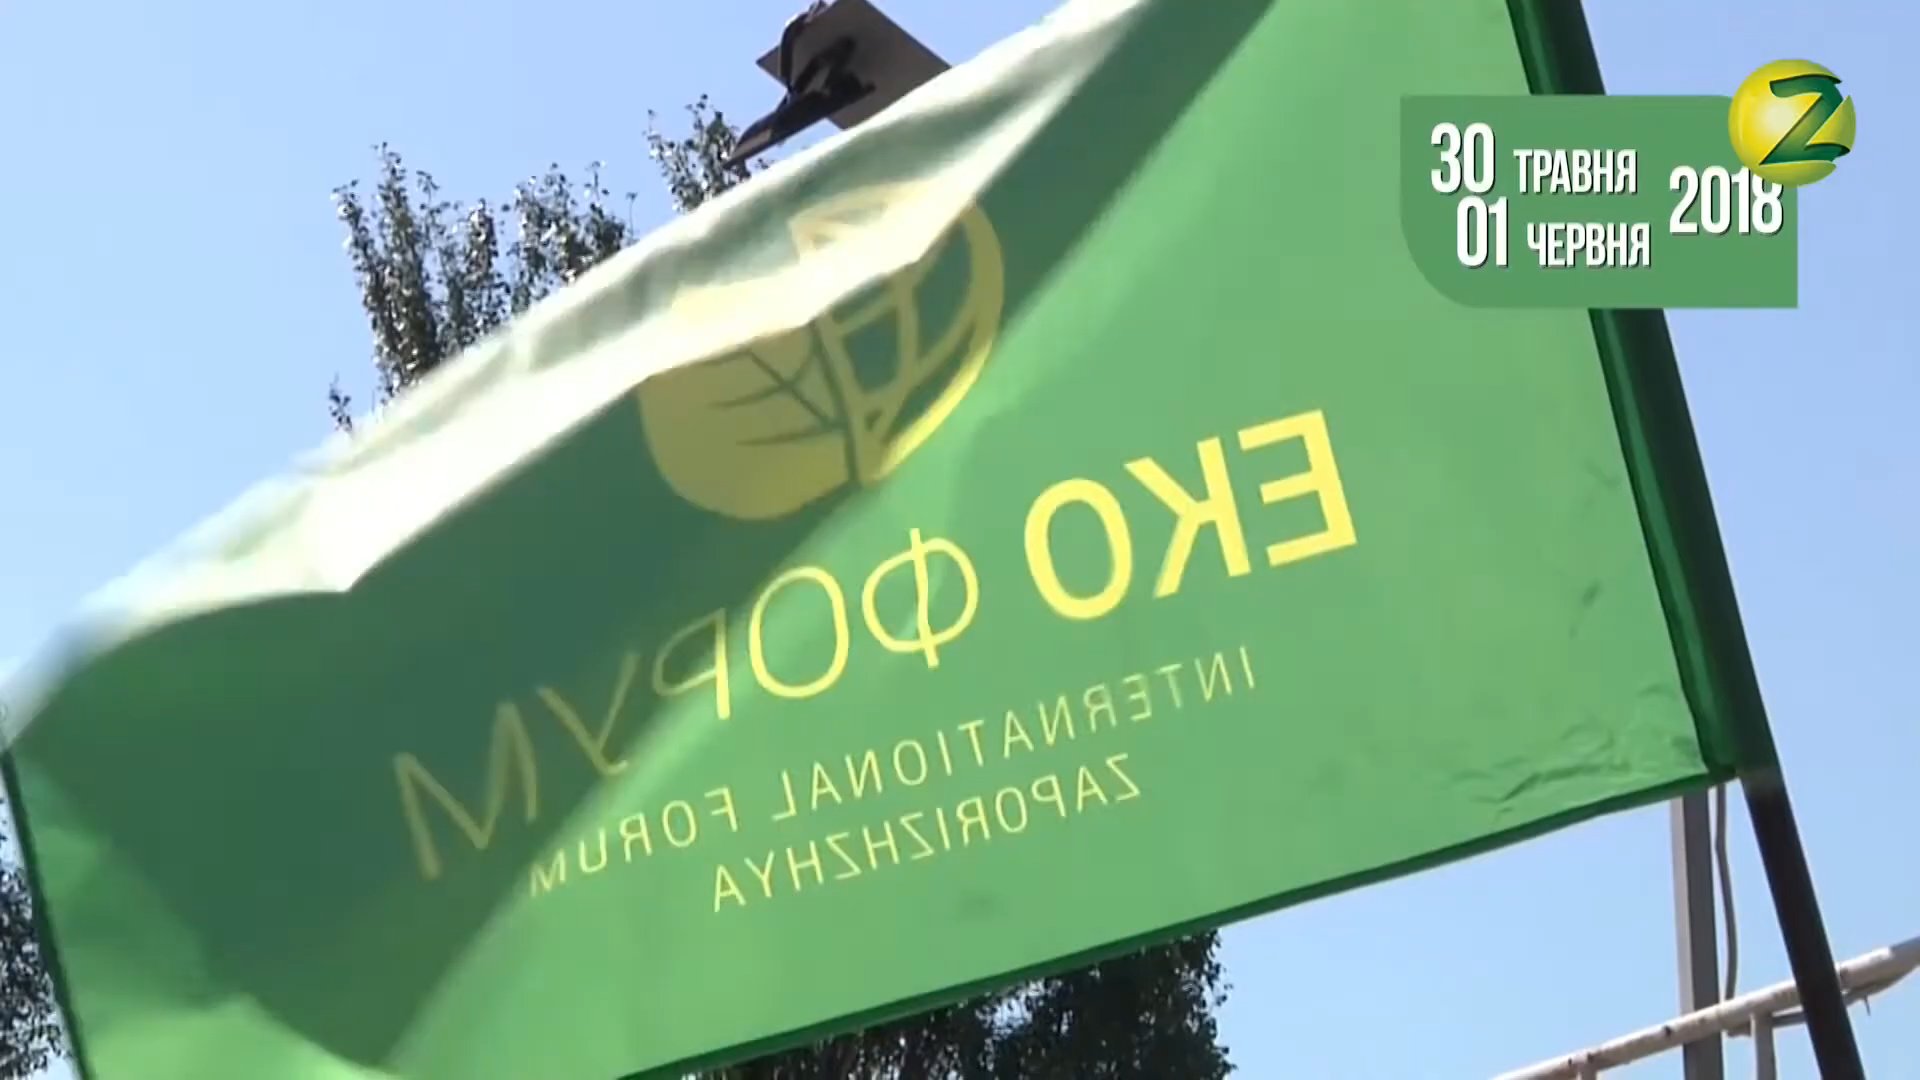 30 ТРАВНЯ
01 ЧЕРВНЯ
2018
Z
ЕКО ФОРУМ
INTERNATIONAL FORUM
ZAPORIZHZHYA